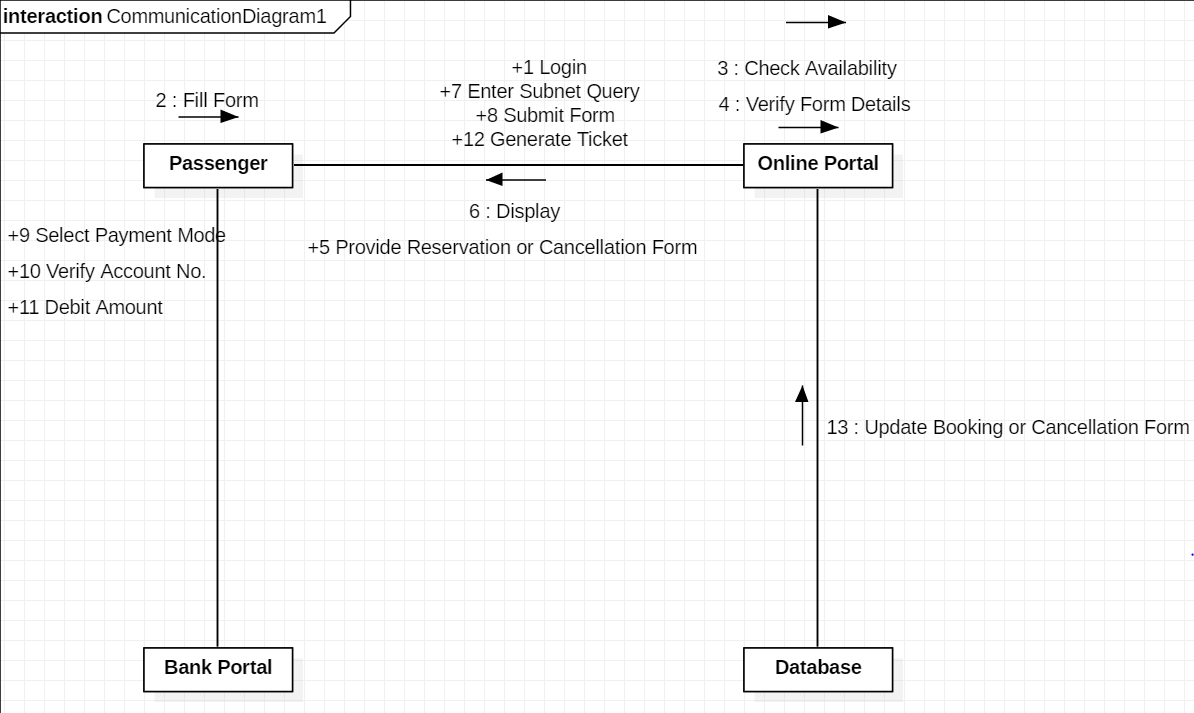 interaction CommunicationDiagram1
+1 Login
3 : Check Availability
+7 Enter Subnet Query
2 : Fill Form
4 : Verify Form Details
+8 Submit Form
+12 Generate Ticket
Passenger
Online Portal
6 : Display
+9 Select Payment Mode
+5 Provide Reservation or Cancellation Form
+10 Verify Account No.
+11 Debit Amount
13 : Update Booking or Cancellation Form
Bank Portal
Database